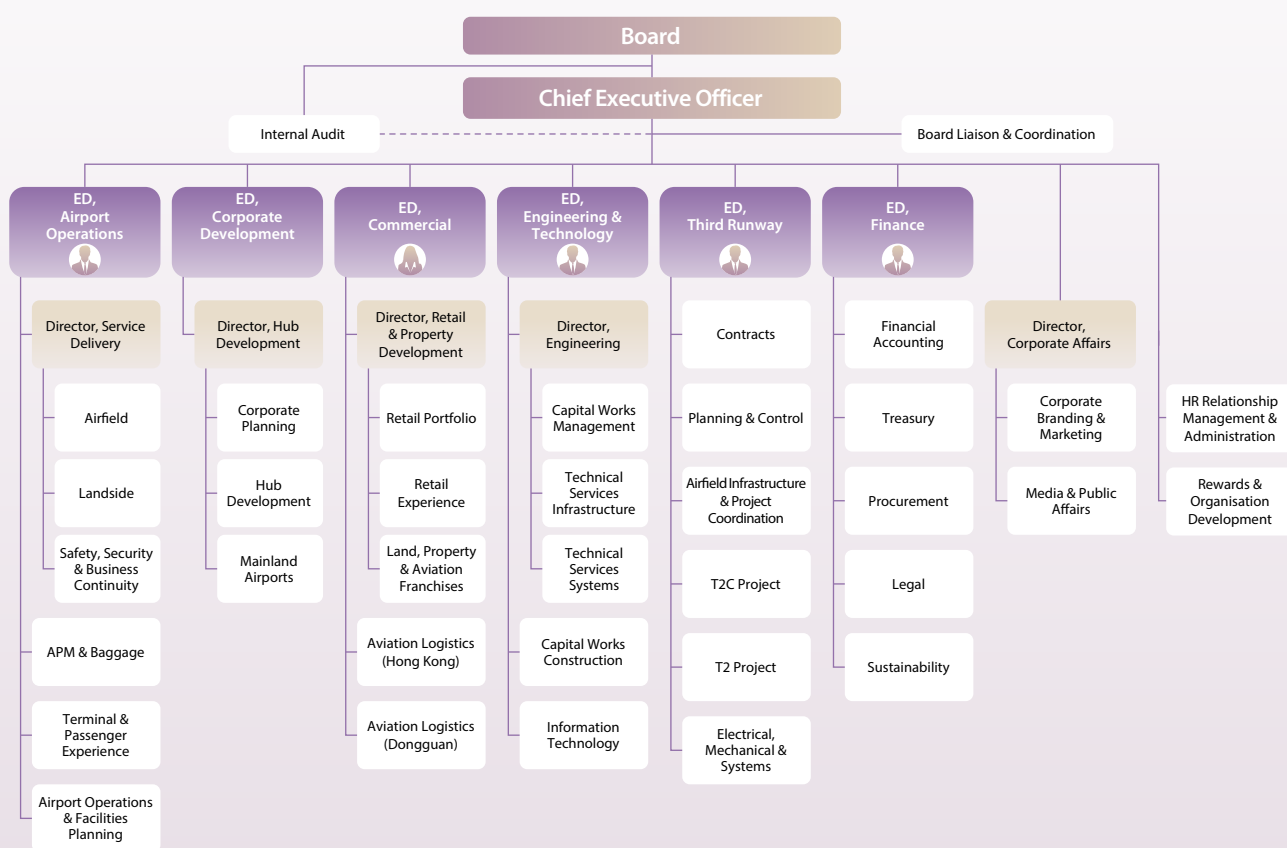 Board
Chief Executive Officer
Internal Audit
Board Liaison & Coordination
ED,
Airport
Operations
ED,
Corporate
Development
ED,
Commercial
ED,
Engineering &
Technology
ED,
Third Runway
ED,
Finance
Director, Service
Delivery
Airfield
Landside
Safety, Security
& Business
Continuity
APM & Baggage
Terminal &
Passenger
Experience
Airport Operations
& Facilities
Planning
Director, Hub
Development
Corporate
Planning
Hub
Development
Mainland
Airports
Director, Retail
& Property
Development
Retail Portfolio
Retail
Experience
Land, Property
& Aviation
Franchises
Aviation Logistics
(Hong Kong)
Aviation Logistics
(Dongguan)
Director,
Engineering
Capital Works
Management
Technical
Services
Infrastructure
Technical
Services
Systems
Capital Works
Construction
Information
Technology
Contracts
Planning & Control
Airfield Infrastructure
& Project
Coordination
T2C Project
T2 Project
Electrical,
Mechanical &
Systems
Financial
Accounting
Treasury
Procurement
Legal
Sustainability
Director,
Corporate Affairs
Corporate
Branding &
Marketing
Media & Public
Affairs
HR Relationship
Management &
Administration
Rewards &
Organisation
Development